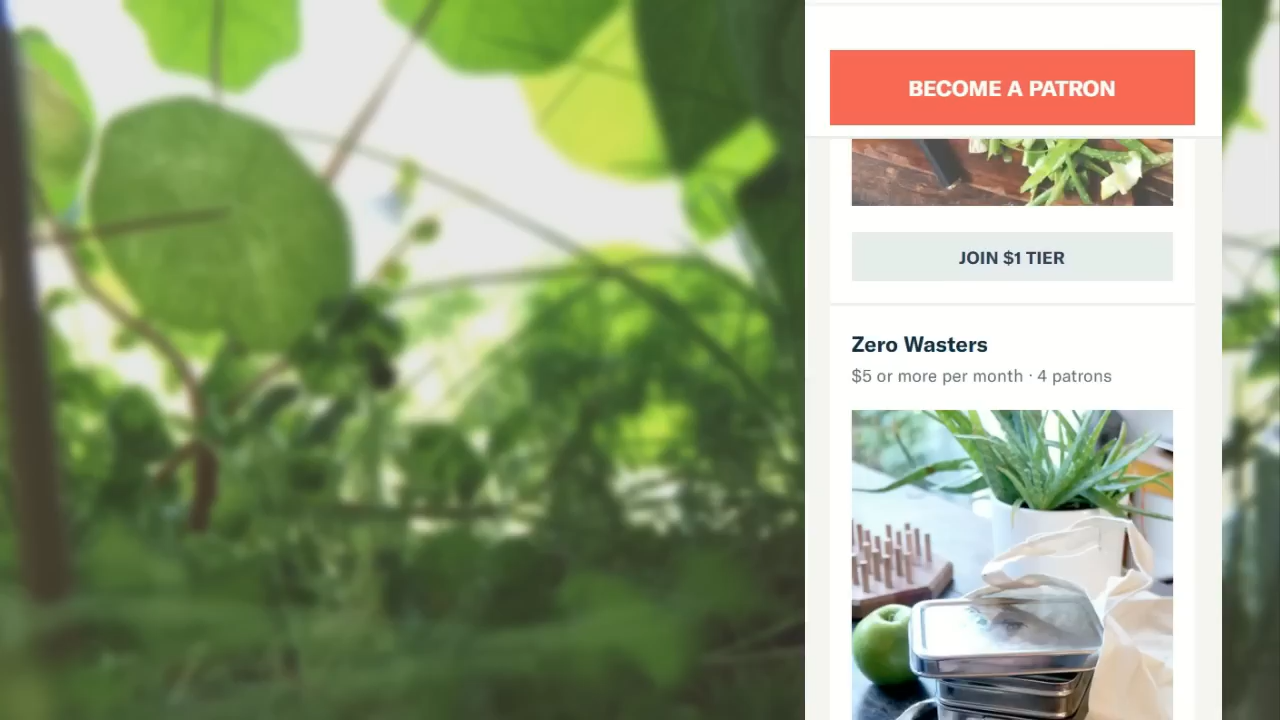 BECOME A PATRON
JOIN $1 TIER
Zero Wasters
$5 or more per month · 4 patrons